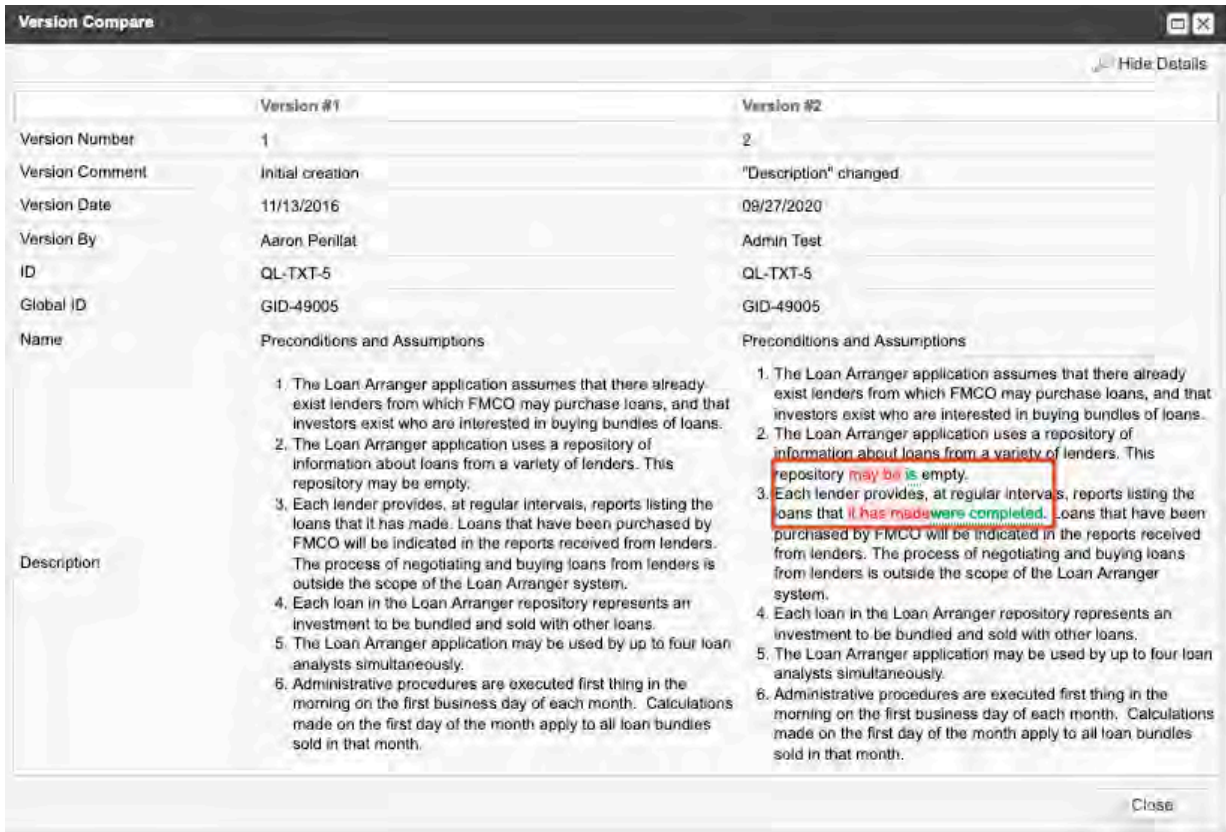 Version Compare
Hide Details
Version #1 Version #2
Version Number 1 2
Version Comment Initial creation "Description" changed
Version Date 11/13/2016 09/27/2020
Version By Aaron Perillat Admin Test
ID QL-TXT-5 QL-TXT-5
Global ID GID-49005 GID-49005
Name Preconditions and Assumptions Preconditions and Assumptions
Description
1. The Loan Arranger application assumes that there already
exist lenders from which FMCO may purchase loans, and that
investors exist who are interested in buying bundles of loans.
2. The Loan Arranger application uses a repository of
information about loans from a variety of lenders. This
repository may be empty.
3. Each lender provides, at regular intervals, reports listing the
loans that it has made. Loans that have been purchased by
FMCO will be indicated in the reports received from lenders.
The process of negotiating and buying loans from lenders is
outside the scope of the Loan Arranger system.
4. Each loan in the Loan Arranger repository represents an
investment to be bundled and sold with other loans.
5. The Loan Arranger application may be used by up to four loan
analysts simultaneously.
6. Administrative procedures are executed first thing in the
morning on the first business day of each month. Calculations
made on the first day of the month apply to all loan bundles
sold in that month.
1. The Loan Arranger application assumes that there already
exist lenders from which FMCO may purchase loans, and that
investors exist who are interested in buying bundles of loans.
2. The Loan Arranger application uses a repository of
information about loans from a variety of lenders. This
repository may be is empty.
3. Each lender provides, at regular intervals, reports listing the
loans that it has madewere completed. Loans that have been
purchased by FMCO will be indicated in the reports received
from lenders. The process of negotiating and buying loans
from lenders is outside the scope of the Loan Arranger
system.
4. Each loan in the Loan Arranger repository represents an
investment to be bundled and sold with other loans.
5. The Loan Arranger application may be used by up to four loan
analysts simultaneously.
6. Administrative procedures are executed first thing in the
morning on the first business day of each month. Calculations
made on the first day of the month apply to all loan bundles
sold in that month.
Close